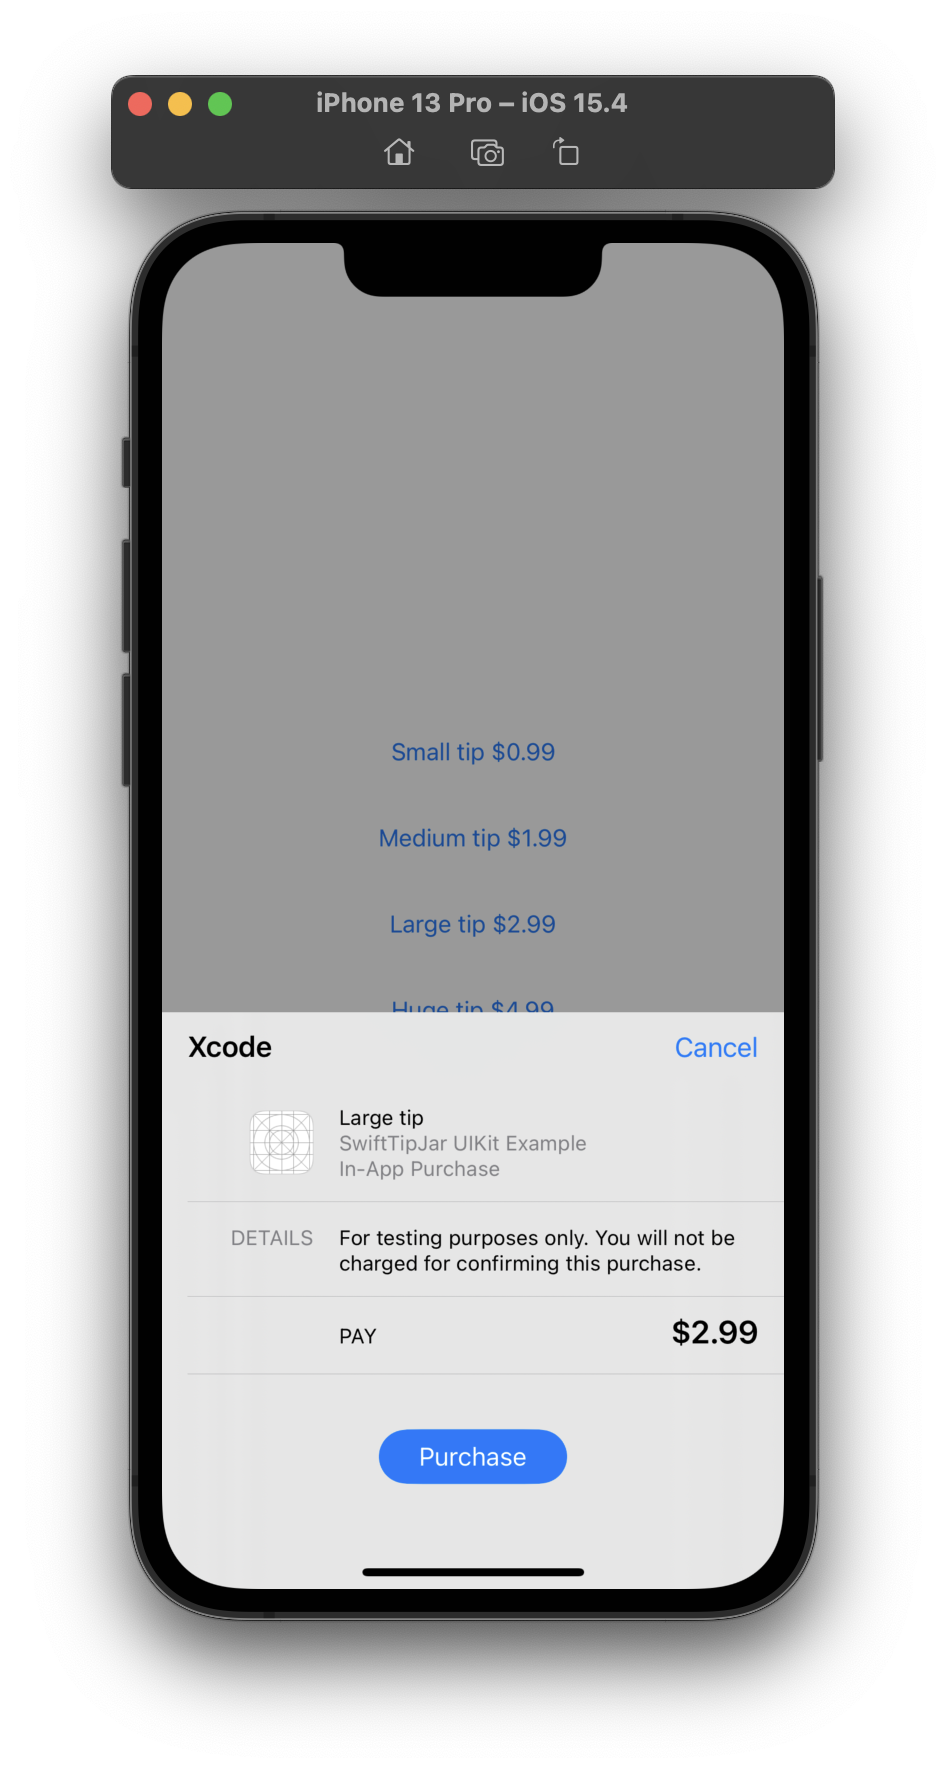 iPhone 13 Pro – iOS 15.4
Small tip $0.99
Medium tip $1.99
Large tip $2.99
Huge tip $4.99
Xcode
Cancel
Large tip
SwiftTipJar UIKit Example
In-App Purchase
DETAILS
For testing purposes only. You will not be
charged for confirming this purchase.
PAY
$2.99
Purchase